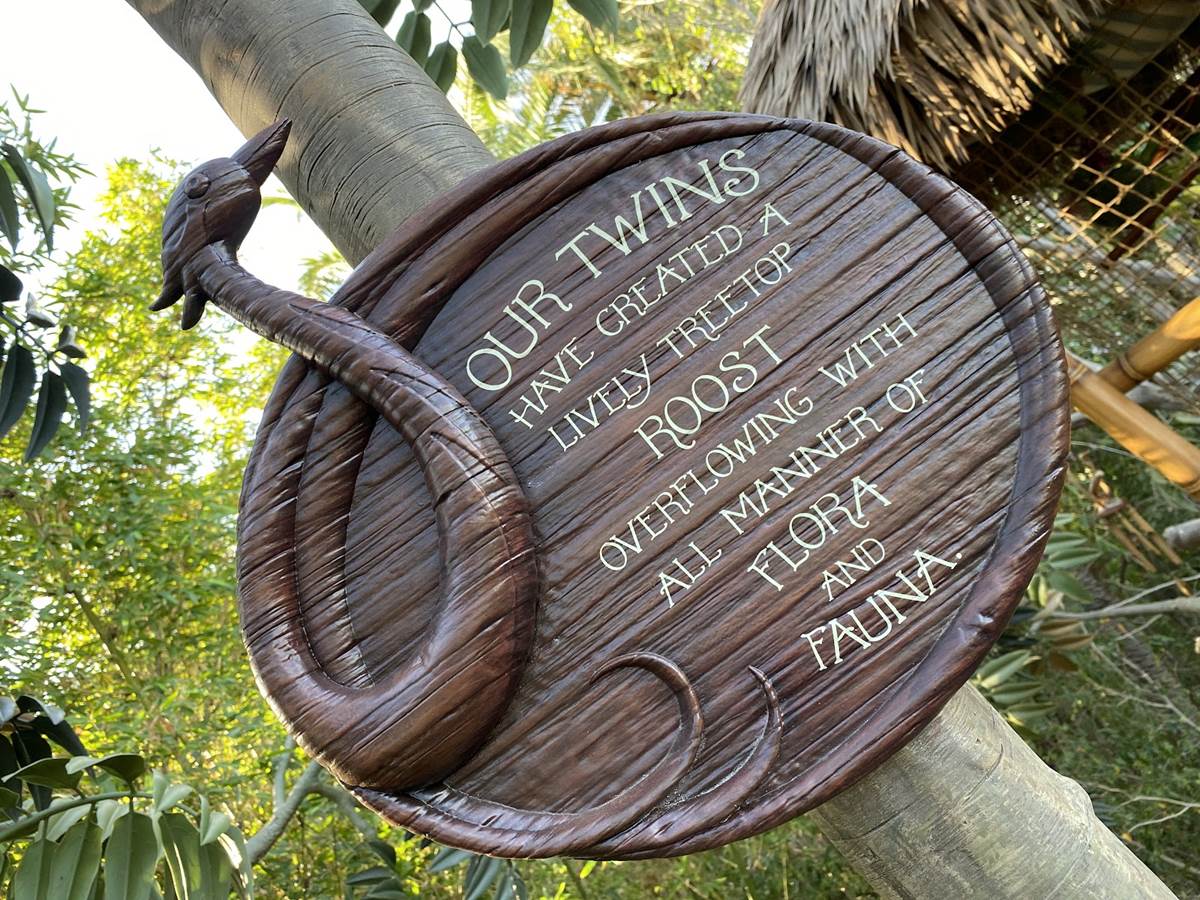 OUR TWINS
HAVE CREATED A
LIVELY TREETOP
ROOST
OVERFLOWING WITH
ALL MANNER OF
FLORA
AND
FAUNA.